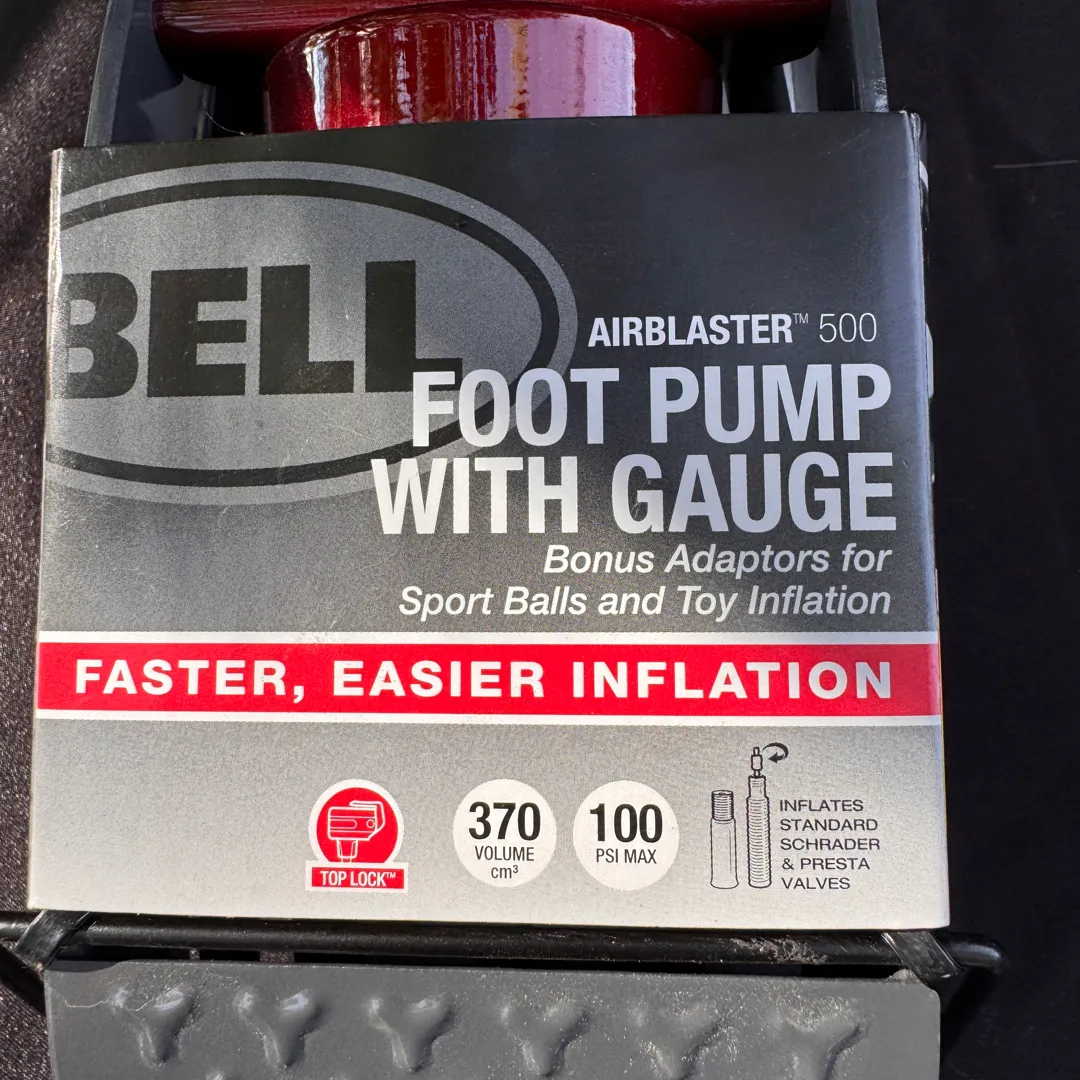 BELL
AIRBLASTER™ 500
FOOT PUMP
WITH GAUGE
Bonus Adaptors for
Sport Balls and Toy Inflation
FASTER, EASIER INFLATION
TOP LOCK™
370
VOLUME
cm³
100
PSI MAX
INFLATES
STANDARD
SCHRADER
& PRESTA
VALVES